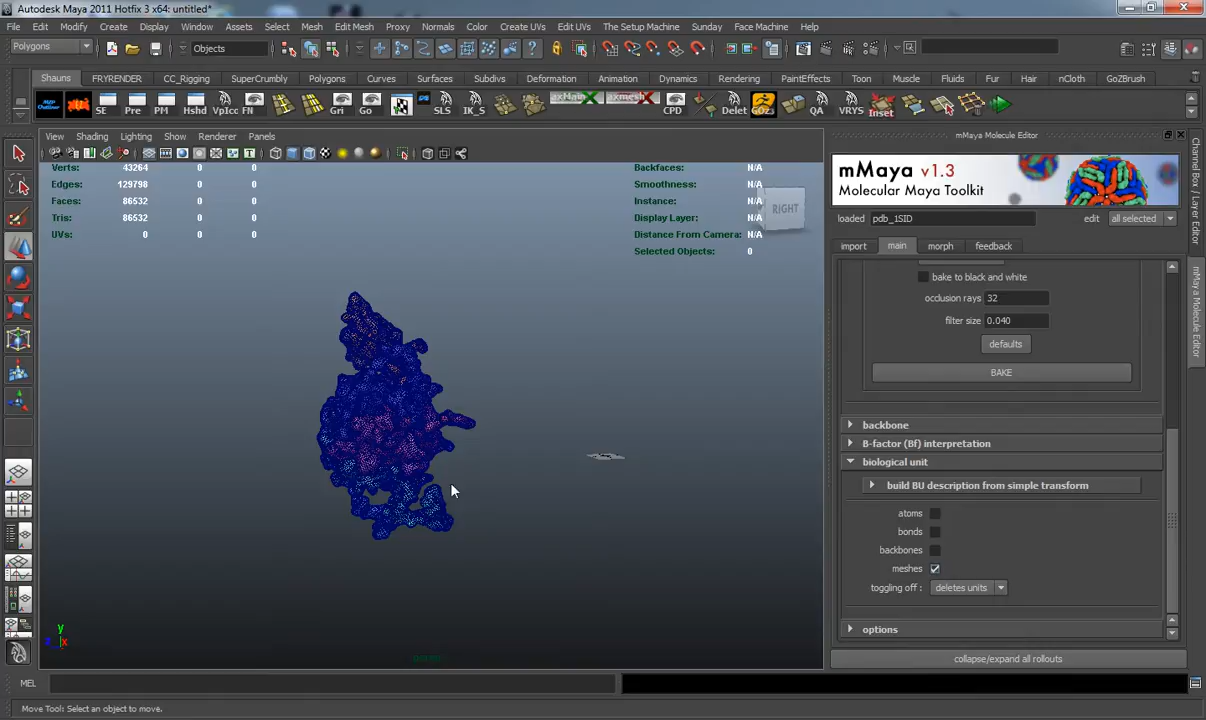 Autodesk Maya 2011 Hotfix 3 x64: untitled*
File Edit Modify Create Display Window Assets Select Mesh Edit Mesh Proxy Normals Color Create UVs Edit UVs The Setup Machine Sunday Muscle Face Machine Help
Polygons Objects
Shauns FRYRENDER CC_Rigging SuperCrumbly Polygons Curves Surfaces Subdivs Deformation Animation Dynamics Rendering PaintEffects Toon Muscle Fluids Fur Hair nCloth GoZBrush
SE Pre PM Hshd VpIcc FN Gri Go SLS IK_S CPD Delet GOZ QA VRYS Inset
View Shading Lighting Show Renderer Panels
Verts: 43264 0 0
Edges: 129798 0 0
Faces: 86532 0 0
Tris: 86532 0 0
UVs: 0 0 0
Backfaces: N/A
Smoothness: N/A
Instance: N/A
Display Layer: N/A
Distance From Camera: N/A
Selected Objects: 0
RIGHT
y
x
mMaya Molecule Editor
mMaya v1.3
Molecular Maya Toolkit
loaded pdb_1SID edit all selected
import main morph feedback
bake to black and white
occlusion rays 32
filter size 0.040
defaults
BAKE
backbone
B-factor (Bf) interpretation
biological unit
build BU description from simple transform
atoms
bonds
backbones
meshes
toggling off : deletes units
options
collapse/expand all rollouts
Channel Box / Layer Editor
mMaya Molecule Editor
MEL
Move Tool: Select an object to move.